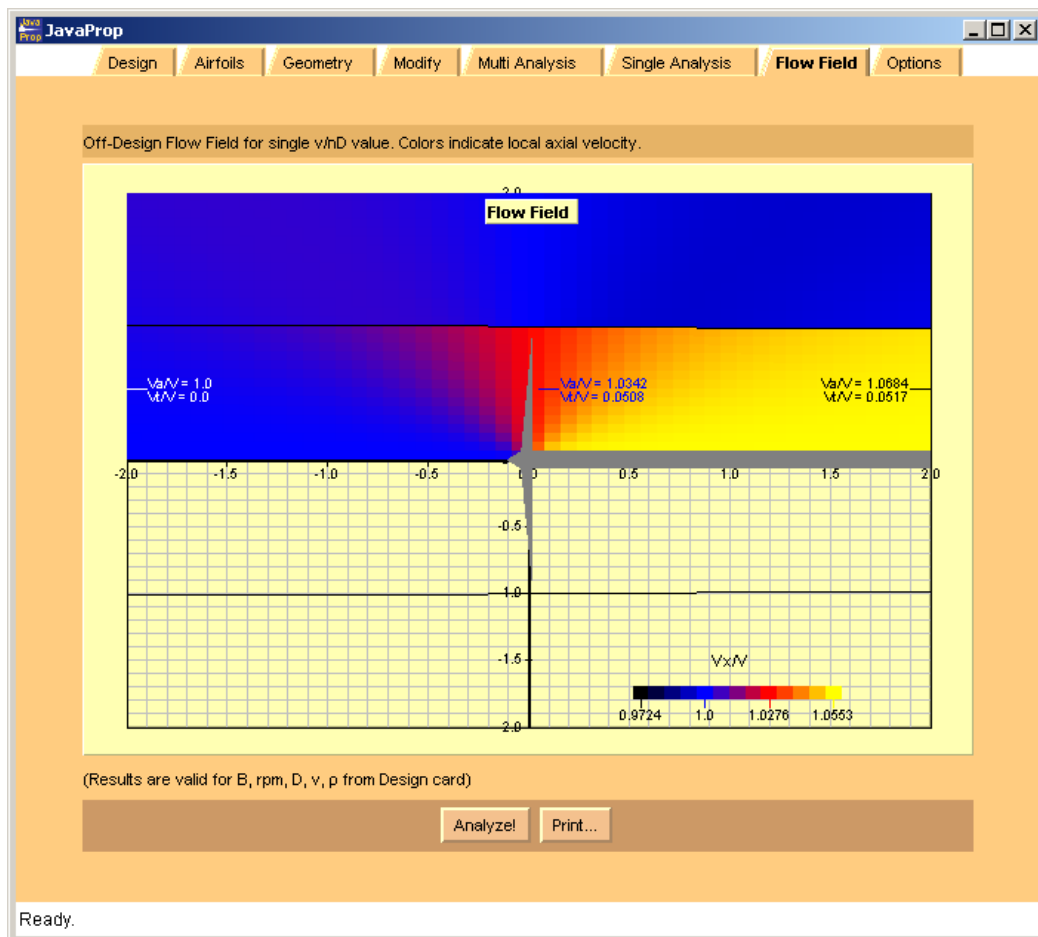 Java
Prop
JavaProp
Design Airfoils Geometry Modify Multi Analysis Single Analysis Flow Field Options
Off-Design Flow Field for single v/nD value. Colors indicate local axial velocity.
2.0
Flow Field
Va/V = 1.0
Vt/V = 0.0
Va/V = 1.0342
Vt/V = 0.0508
Va/V = 1.0684
Vt/V = 0.0517
-2.0 -1.5 -1.0 -0.5 0.0 0.5 1.0 1.5 2.0
-0.5
-1.0
-1.5
-2.0
Vx/V
0.9724 1.0 1.0276 1.0553
(Results are valid for B, rpm, D, v, ρ from Design card)
Analyze! Print...
Ready.